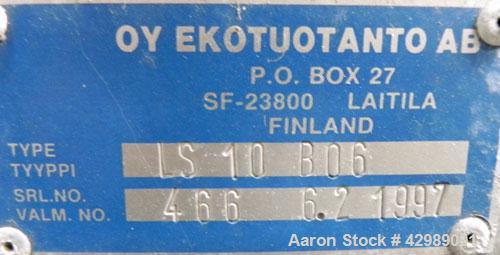 OY EKOTUOTANTO AB
P.O. BOX 27
SF-23800 LAITILA
FINLAND
TYPE
TYYPPI LS 10 B06
SRL.NO.
VALM. NO. 466 6.2 1997
Aaron Stock #